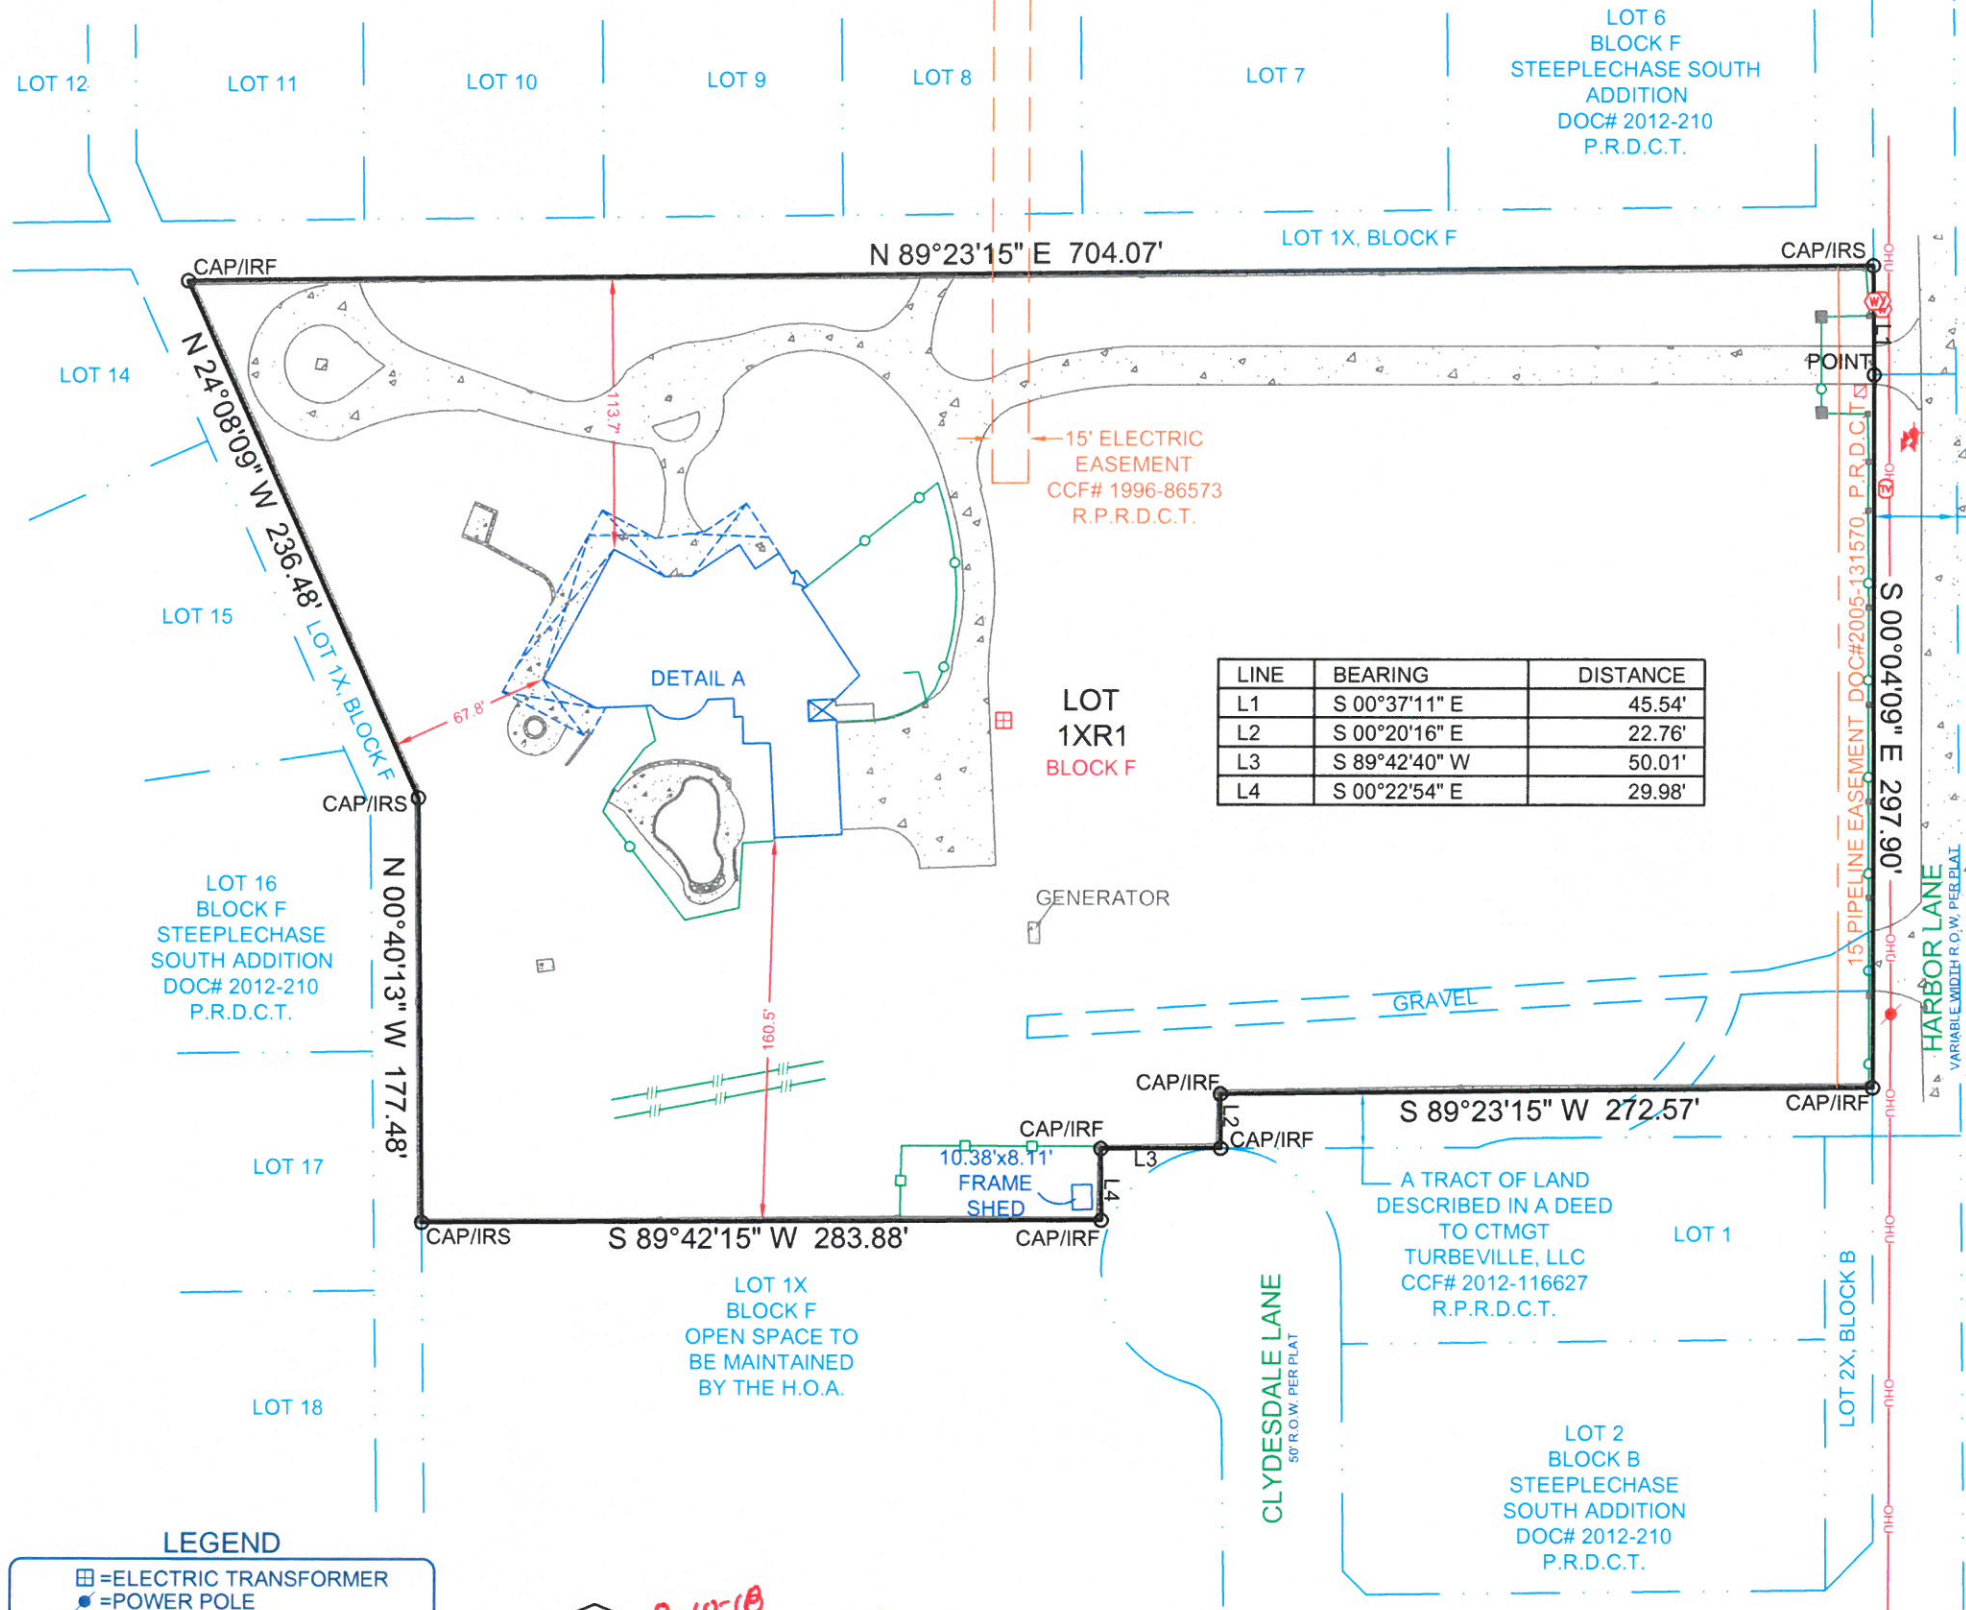 LOT 12
LOT 11
LOT 10
LOT 9
LOT 8
LOT 7
LOT 6
BLOCK F
STEEPLECHASE SOUTH
ADDITION
DOC# 2012-210
P.R.D.C.T.
LOT 1X, BLOCK F
N 89°23'15" E 704.07'
CAP/IRF
CAP/IRS
L1
POINT
LOT 14
N 24°08'09" W 236.48'
113.7'
15' ELECTRIC
EASEMENT
CCF# 1996-86573
R.P.R.D.C.T.
OHU
OHU
LOT 15
LOT 1X, BLOCK F
67.8'
DETAIL A
LOT
1XR1
BLOCK F
LINE BEARING DISTANCE
L1 S 00°37'11" E 45.54'
L2 S 00°20'16" E 22.76'
L3 S 89°42'40" W 50.01'
L4 S 00°22'54" E 29.98'
15' PIPELINE EASEMENT DOC#2005-131570 P.R.D.C.T.
S 00°04'09" E 297.90'
HARBOR LANE
VARIABLE WIDTH R.O.W. PER PLAT
CAP/IRS
LOT 16
BLOCK F
STEEPLECHASE
SOUTH ADDITION
DOC# 2012-210
P.R.D.C.T.
N 00°40'13" W 177.48'
GENERATOR
OHU
GRAVEL
160.5'
CAP/IRF
S 89°23'15" W 272.57'
CAP/IRF
OHU
L2
CAP/IRF
CAP/IRF
L3
L4
10.38'x8.11'
FRAME
SHED
LOT 17
CAP/IRS
S 89°42'15" W 283.88'
CAP/IRF
A TRACT OF LAND
DESCRIBED IN A DEED
TO CTMGT
TURBEVILLE, LLC
CCF# 2012-116627
R.P.R.D.C.T.
LOT 1
OHU
LOT 1X
BLOCK F
OPEN SPACE TO
BE MAINTAINED
BY THE H.O.A.
CLYDESDALE LANE
50' R.O.W. PER PLAT
LOT 2X, BLOCK B
OHU
LOT 18
LOT 2
BLOCK B
STEEPLECHASE
SOUTH ADDITION
DOC# 2012-210
P.R.D.C.T.
OHU
LEGEND
=ELECTRIC TRANSFORMER
=POWER POLE